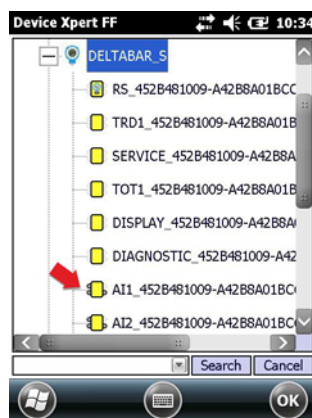 Device Xpert FF 10:34
DELTABAR_S
RS_452B481009-A42B8A01BCC
TRD1_452B481009-A42B8A01B
SERVICE_452B481009-A42B8A
TOT1_452B481009-A42B8A01B
DISPLAY_452B481009-A42B8A
DIAGNOSTIC_452B481009-A42
AI1_452B481009-A42B8A01BC
AI2_452B481009-A42B8A01BC
Search Cancel
OK